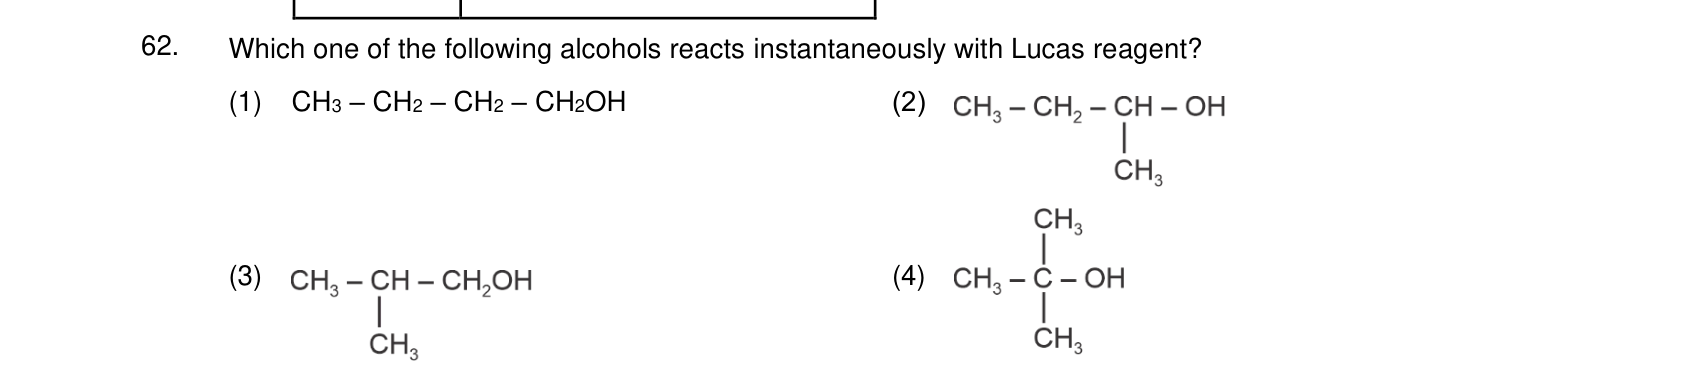 62. Which one of the following alcohols reacts instantaneously with Lucas reagent?
(1) CH3 – CH2 – CH2 – CH2OH (2) CH₃ – CH₂ – CH – OH
|
CH₃
CH₃
|
(3) CH₃ – CH – CH₂OH (4) CH₃ – C – OH
| |
CH₃ CH₃